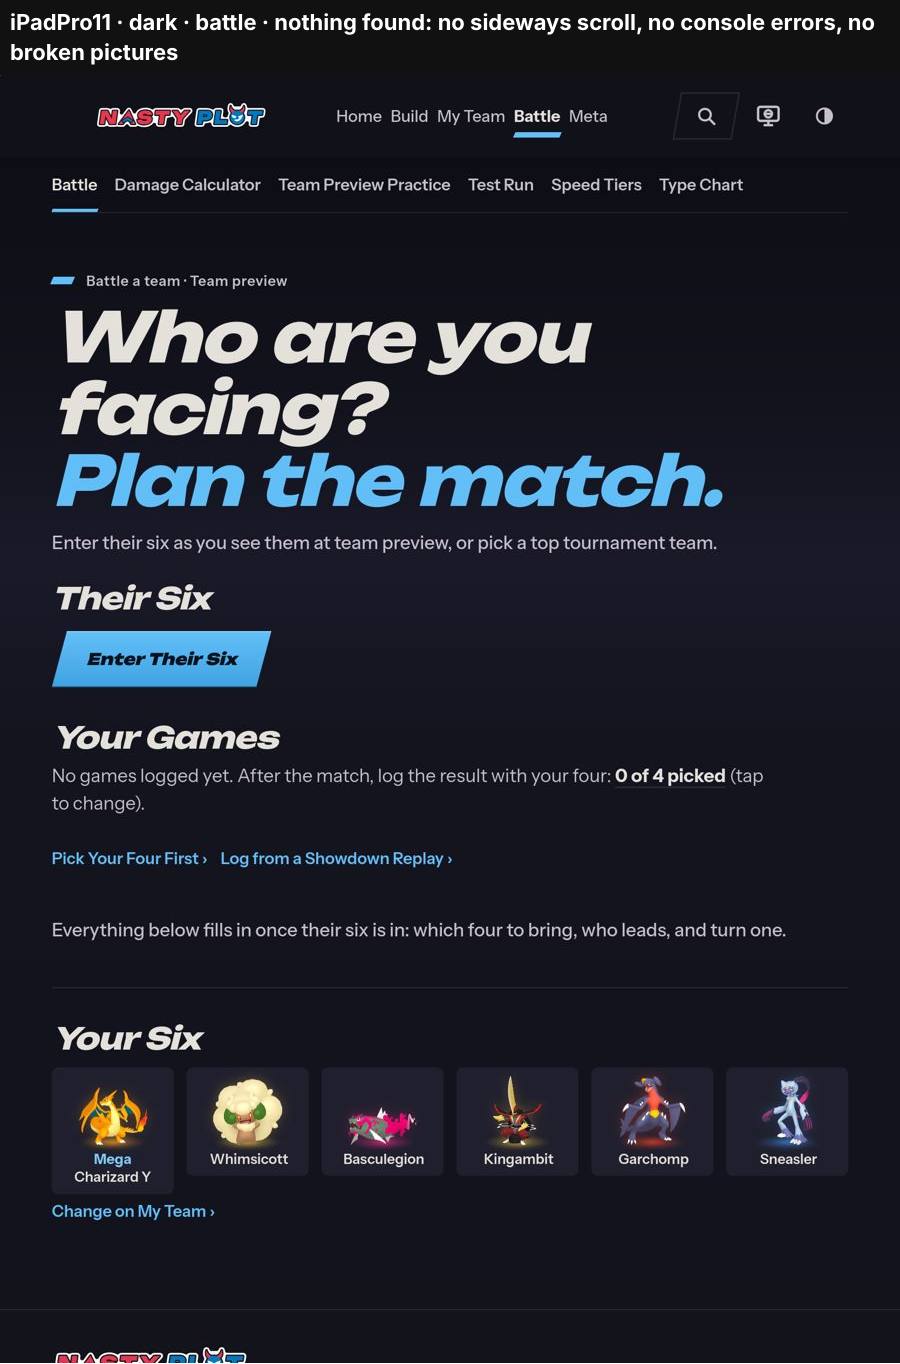 iPadPro11 · dark · battle · nothing found: no sideways scroll, no console errors, no
broken pictures
NASTY PLOT
Home Build My Team Battle Meta
Battle Damage Calculator Team Preview Practice Test Run Speed Tiers Type Chart
Battle a team · Team preview
Who are you
facing?
Plan the match.
Enter their six as you see them at team preview, or pick a top tournament team.
Their Six
Enter Their Six
Your Games
No games logged yet. After the match, log the result with your four: 0 of 4 picked (tap
to change).
Pick Your Four First › Log from a Showdown Replay ›
Everything below fills in once their six is in: which four to bring, who leads, and turn one.
Your Six
Mega
Charizard Y
Whimsicott
Basculegion
Kingambit
Garchomp
Sneasler
Change on My Team ›
NASTY PLOT